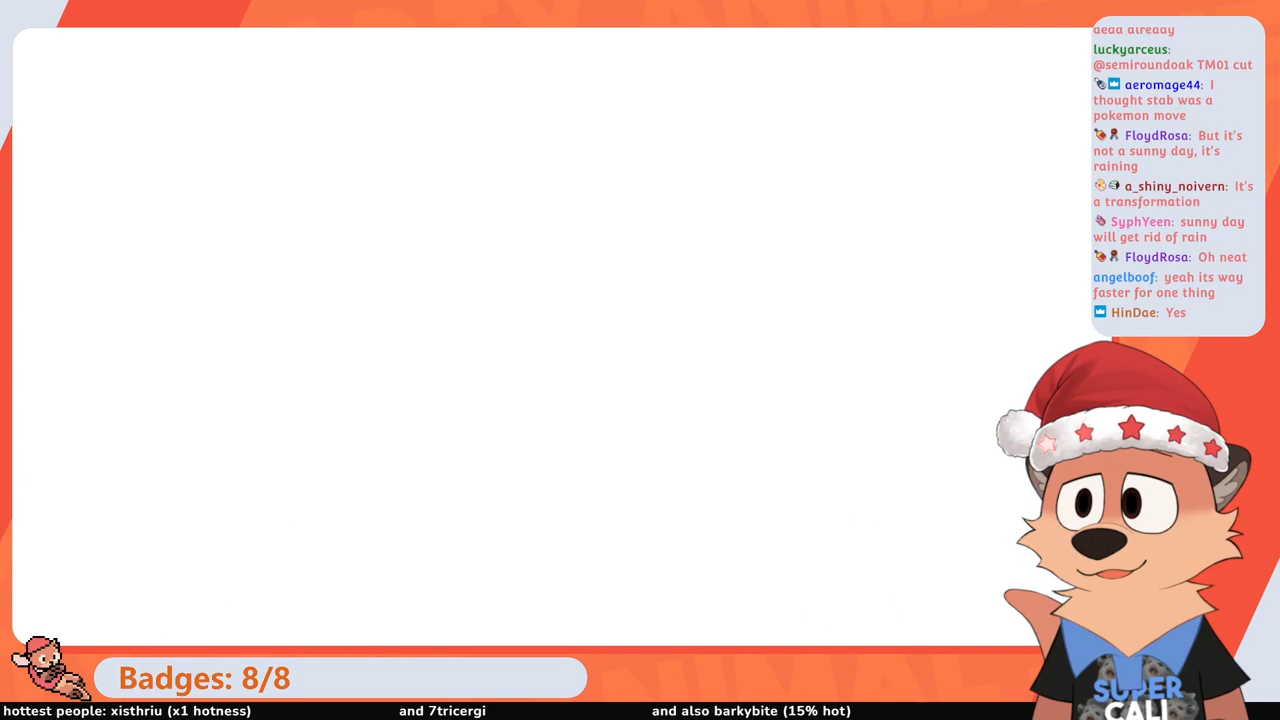 dead already
luckyarceus:
@semiroundoak TM01 cut
aeromage44: I
thought stab was a
pokemon move
FloydRosa: But it's
not a sunny day, it's
raining
a_shiny_noivern: It's
a transformation
SyphYeen: sunny day
will get rid of rain
FloydRosa: Oh neat
angelboof: yeah its way
faster for one thing
HinDae: Yes
SUPER
CALI
Badges: 8/8
hottest people: xisthriu (x1 hotness) and 7tricergi and also barkybite (15% hot)